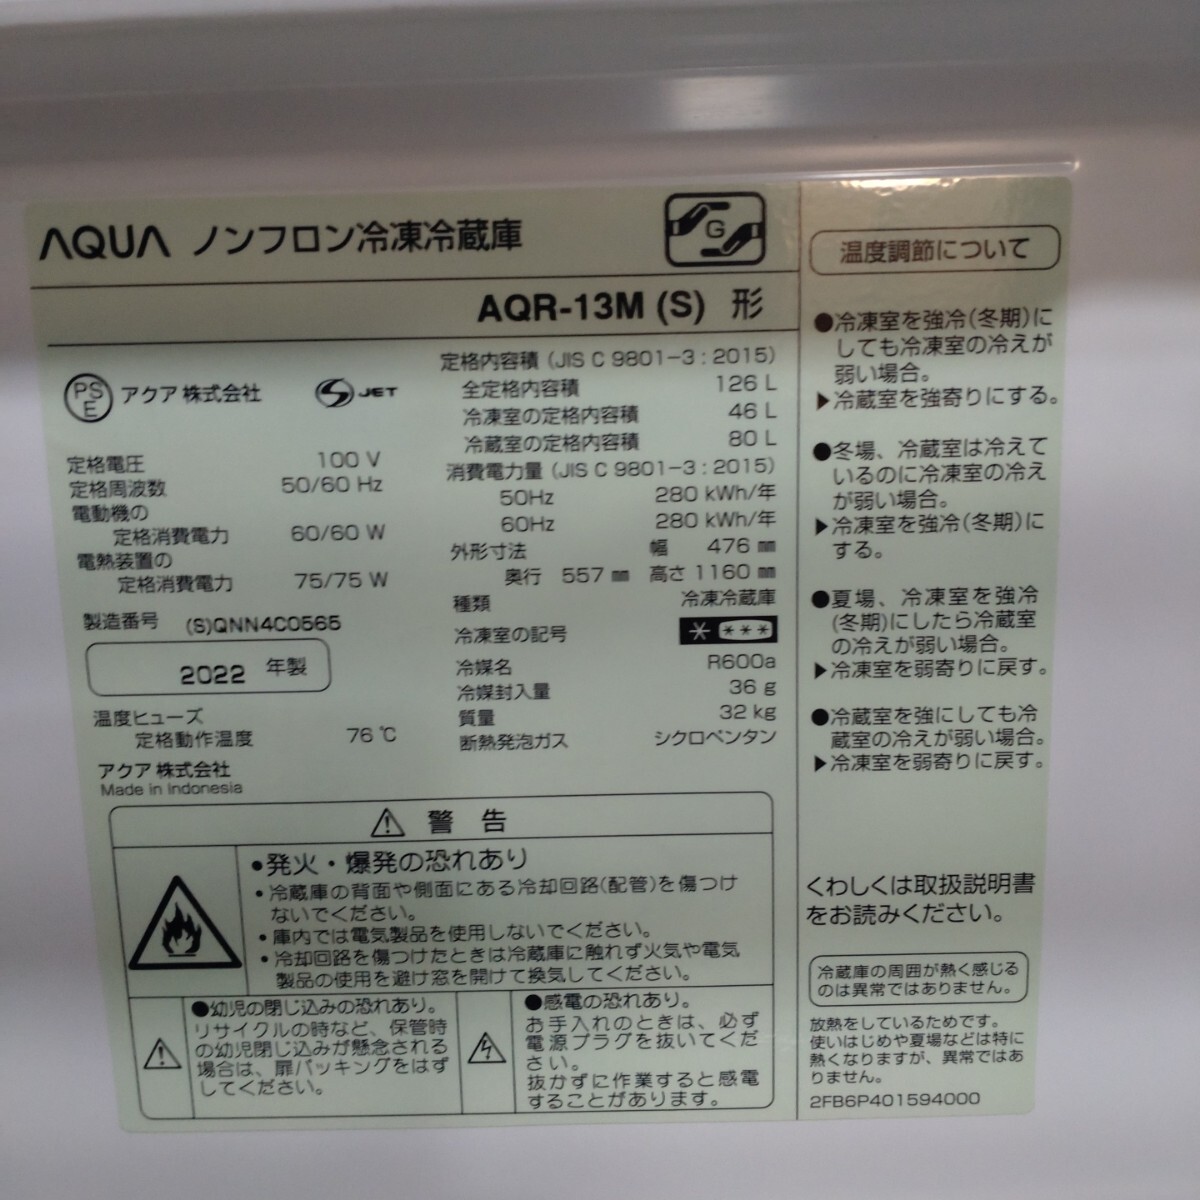 AQUA ノンフロン冷凍冷蔵庫
G
AQR-13M (S) 形
PS
E
アクア 株式会社
JET
定格電圧 100 V
定格周波数 50/60 Hz
電動機の
定格消費電力 60/60 W
電熱装置の
定格消費電力 75/75 W
製造番号 (S)QNN4C0565
2022 年製
温度ヒューズ
定格動作温度 76 ℃
アクア 株式会社
Made in Indonesia
定格内容積 (JIS C 9801-3 : 2015)
全定格内容積 126 L
冷凍室の定格内容積 46 L
冷蔵室の定格内容積 80 L
消費電力量 (JIS C 9801-3 : 2015)
50Hz 280 kWh/年
60Hz 280 kWh/年
外形寸法 幅 476 ㎜
奥行 557 ㎜ 高さ 1160 ㎜
種類 冷凍冷蔵庫
冷凍室の記号 * ***
冷媒名 R600a
冷媒封入量 36 g
質量 32 kg
断熱発泡ガス シクロペンタン
警 告
•発火・爆発の恐れあり
・冷蔵庫の背面や側面にある冷却回路(配管)を傷つけ
ないでください。
・庫内では電気製品を使用しないでください。
・冷却回路を傷つけたときは冷蔵庫に触れず火気や電気
製品の使用を避け窓を開けて換気してください。
●幼児の閉じ込みの恐れあり。
リサイクルの時など、保管時
の幼児閉じ込みが懸念される
場合は、扉パッキングをはず
してください。
●感電の恐れあり。
お手入れのときは、必ず
電源プラグを抜いてくだ
さい。
抜かずに作業すると感電
することがあります。
温度調節について
●冷凍室を強冷(冬期)に
しても冷凍室の冷えが
弱い場合。
▶冷蔵室を強寄りにする。
●冬場、冷蔵室は冷えて
いるのに冷凍室の冷え
が弱い場合。
▶冷凍室を強冷(冬期)に
する。
●夏場、冷凍室を強冷
(冬期)にしたら冷蔵室
の冷えが弱い場合。
▶冷凍室を弱寄りに戻す。
●冷蔵室を強にしても冷
蔵室の冷えが弱い場合。
▶冷凍室を弱寄りに戻す。
くわしくは取扱説明書
をお読みください。
冷蔵庫の周囲が熱く感じる
のは異常ではありません。
放熱をしているためです。
使いはじめや夏場などは特に
熱くなりますが、異常ではあ
りません。
2FB6P401594000